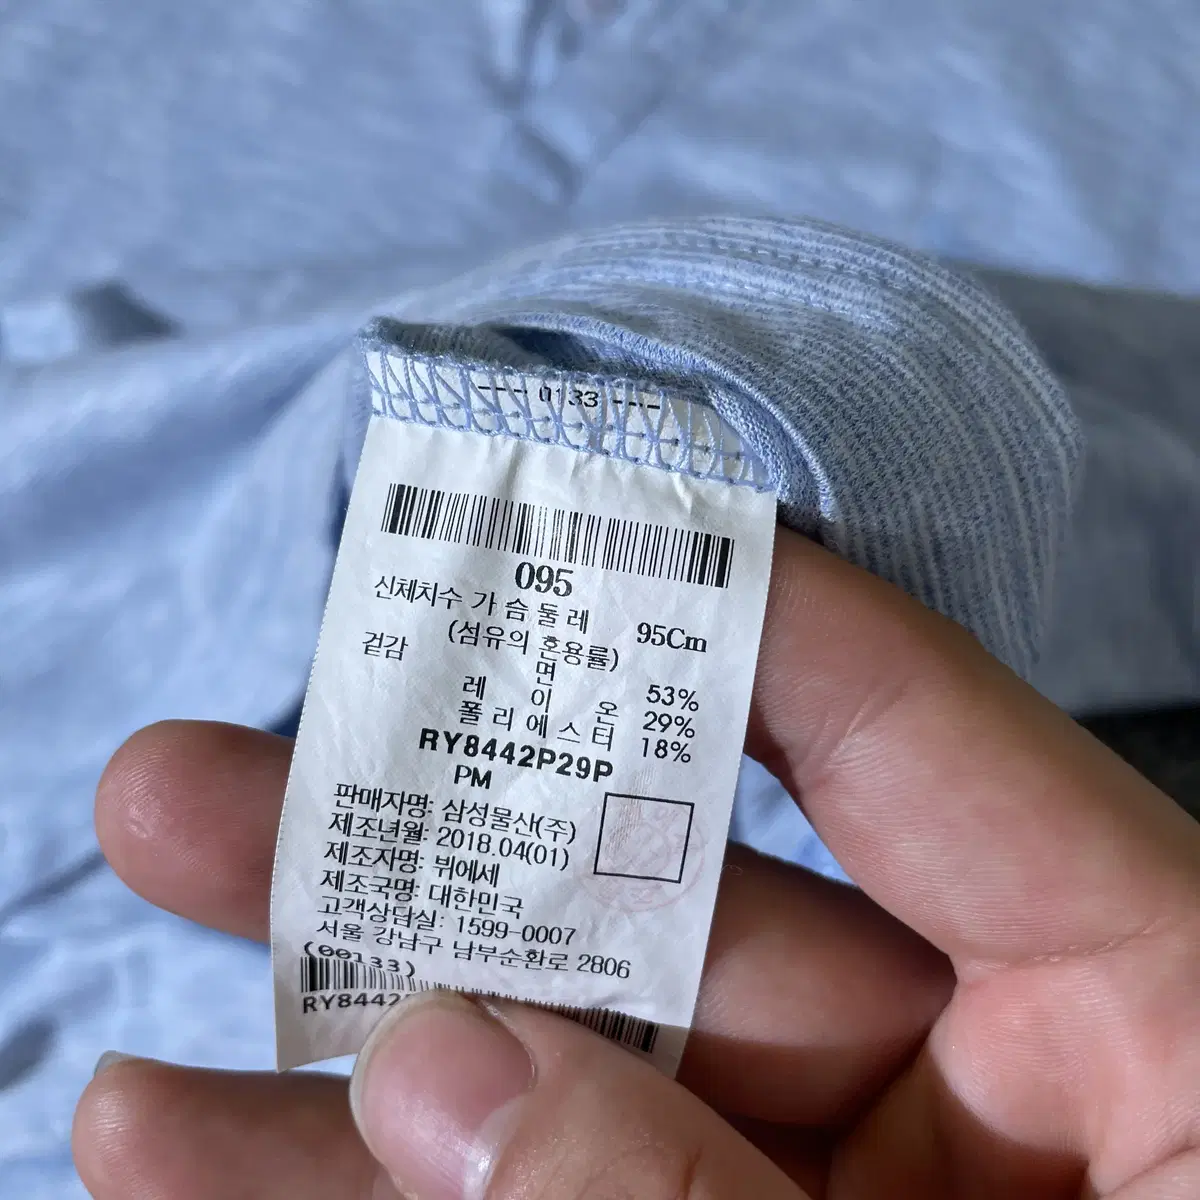 ---- 0133 ----
095
신체치수 가슴둘레 95Cm
(섬유의 혼용률)
겉감 면 53%
레 이 온 29%
폴리에스터 18%
RY8442P29P
PM
판매자명: 삼성물산(주)
제조년월: 2018.04(01)
제조자명: 뷔에세
제조국명: 대한민국
고객상담실: 1599-0007
서울 강남구 남부순환로 2806
(00133)
RY8442